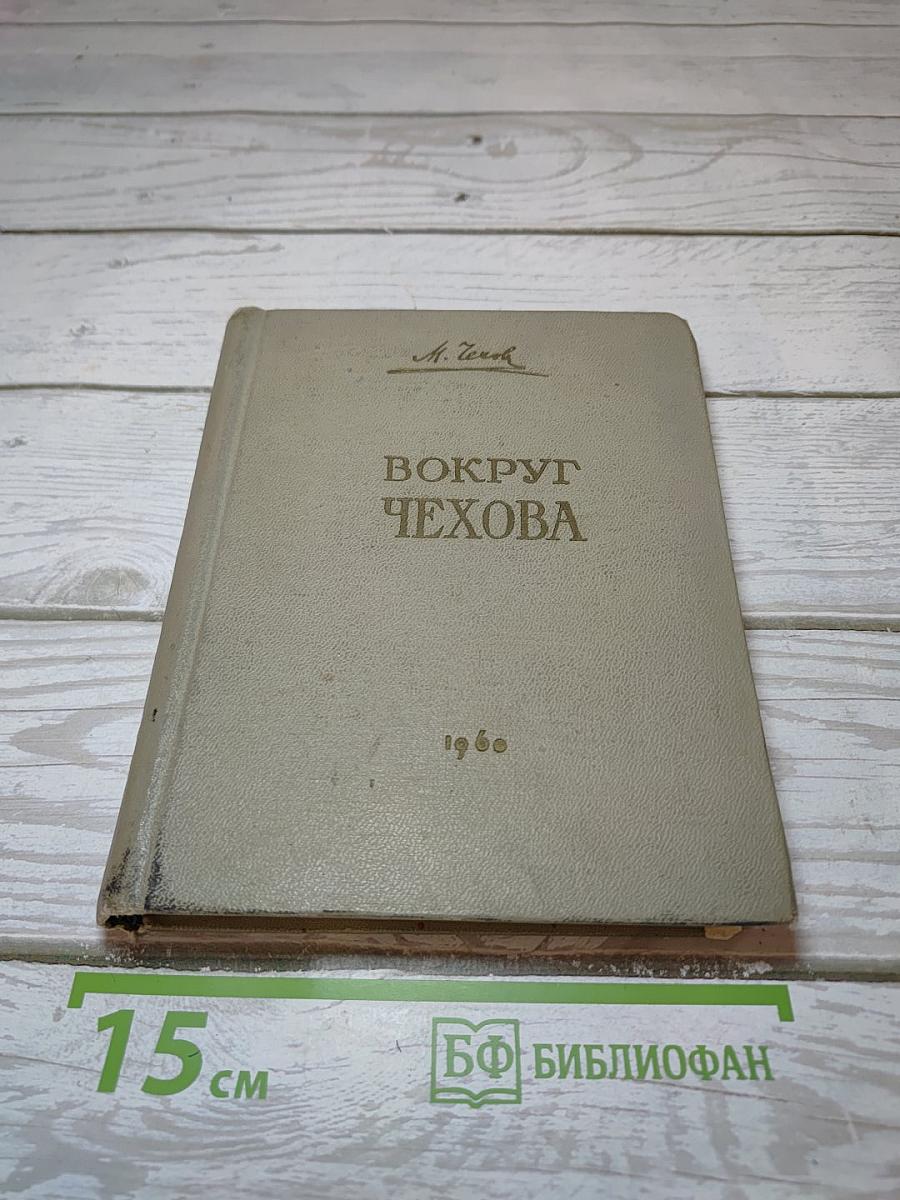 М. Чехов
ВОКРУГ
ЧЕХОВА
1960
15 см
БФ БИБЛИОФАН